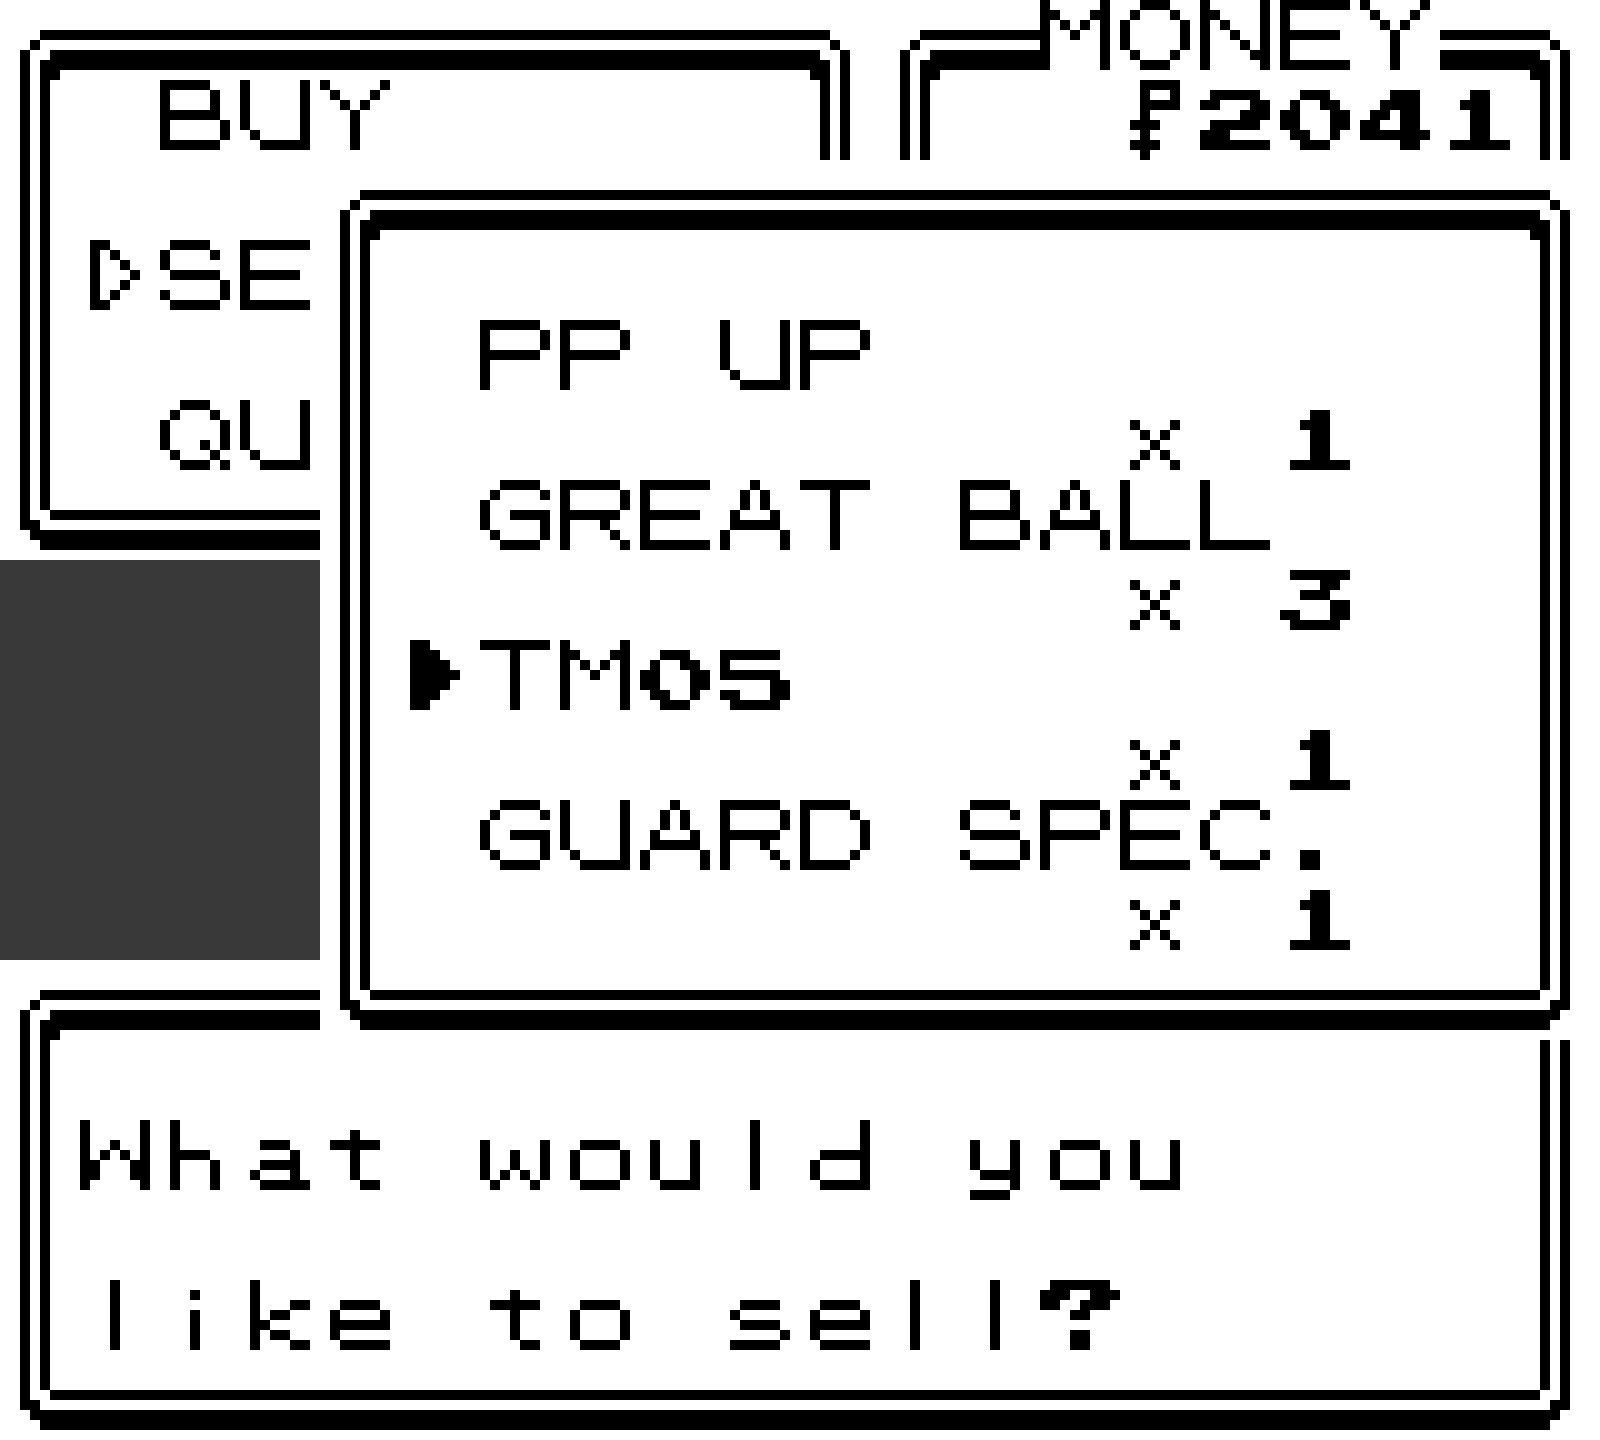 MONEY
BUY
₽2041
▷SE
PP UP
QU
× 1
GREAT BALL
× 3
▶TM05
× 1
GUARD SPEC.
× 1
What would you
like to sell?